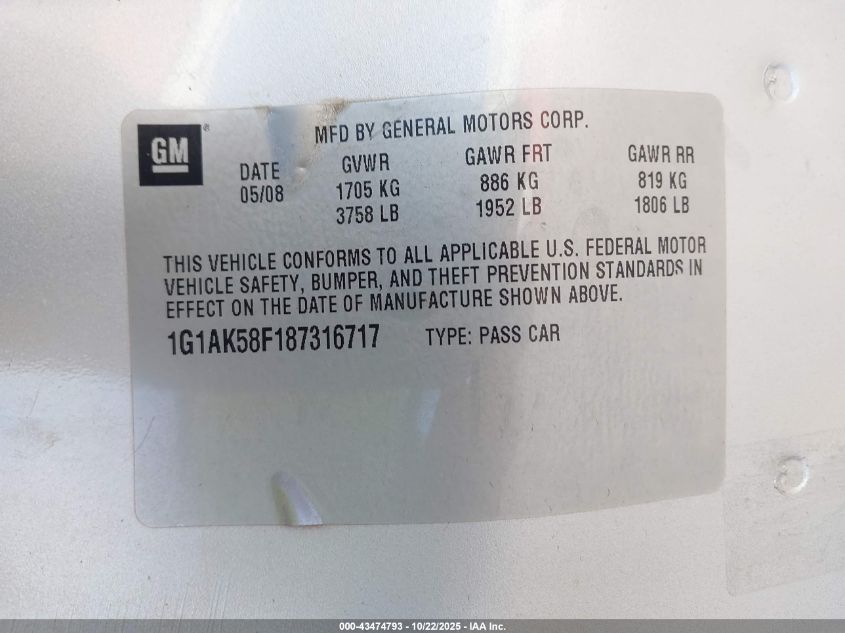 GM ®
MFD BY GENERAL MOTORS CORP.
DATE GVWR GAWR FRT GAWR RR
05/08 1705 KG 886 KG 819 KG
3758 LB 1952 LB 1806 LB
THIS VEHICLE CONFORMS TO ALL APPLICABLE U.S. FEDERAL MOTOR
VEHICLE SAFETY, BUMPER, AND THEFT PREVENTION STANDARDS IN
EFFECT ON THE DATE OF MANUFACTURE SHOWN ABOVE.
1G1AK58F187316717 TYPE: PASS CAR
000-43474793 - 10/22/2025 - IAA Inc.